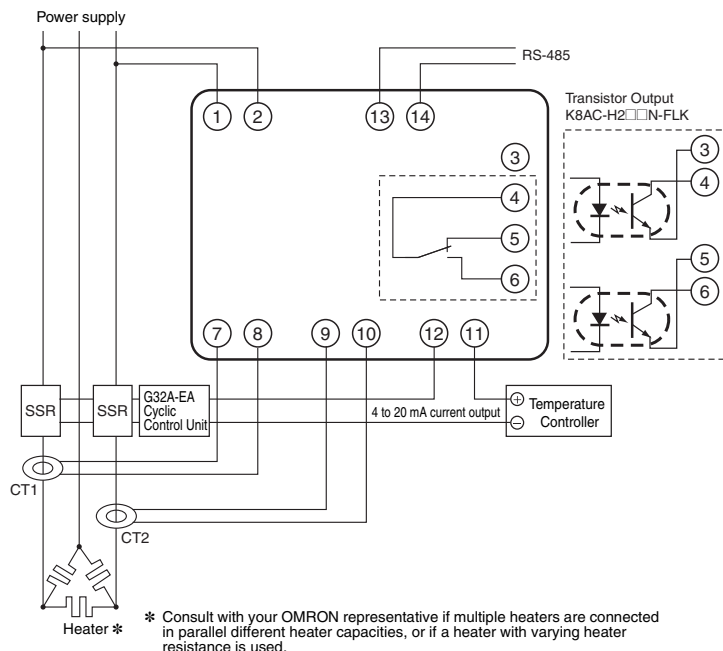 Power supply
RS-485
Transistor Output
K8AC-H2□□N-FLK
1
2
13
14
3
4
5
6
3
4
5
6
7
8
9
10
12
11
SSR
SSR
G32A-EA
Cyclic
Control Unit
4 to 20 mA current output
+
−
Temperature
Controller
CT1
CT2
Heater *
* Consult with your OMRON representative if multiple heaters are connected
in parallel different heater capacities, or if a heater with varying heater
resistance is used.